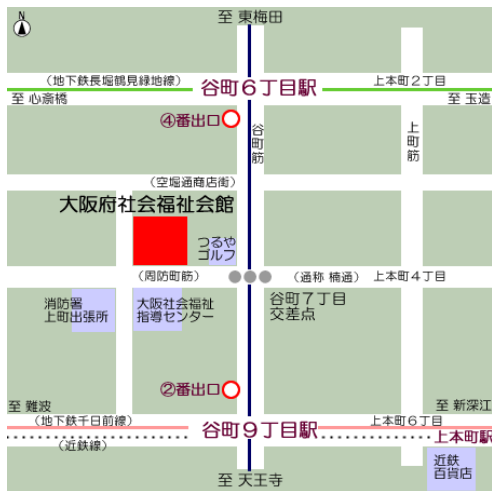 N
至 東梅田
(地下鉄長堀鶴見緑地線)
谷町6丁目駅
上本町2丁目
至 心斎橋
至 玉造
④番出口
谷町筋
上町筋
(空堀通商店街)
大阪府社会福祉会館
つるや
ゴルフ
(周防町筋)
(通称 楠通)
上本町4丁目
消防署
上町出張所
大阪社会福祉
指導センター
谷町7丁目
交差点
②番出口
至 難波
至 新深江
(地下鉄千日前線)
谷町9丁目駅
上本町6丁目
上本町駅
(近鉄線)
近鉄
百貨店
至 天王寺